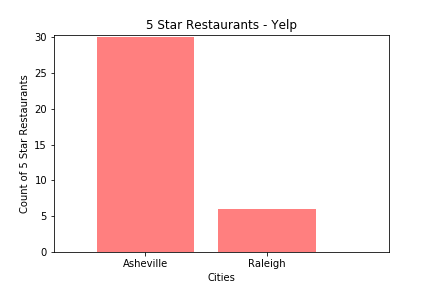 5 Star Restaurants - Yelp
30
25
20
15
10
5
0
Count of 5 Star Restaurants
Asheville Raleigh
Cities